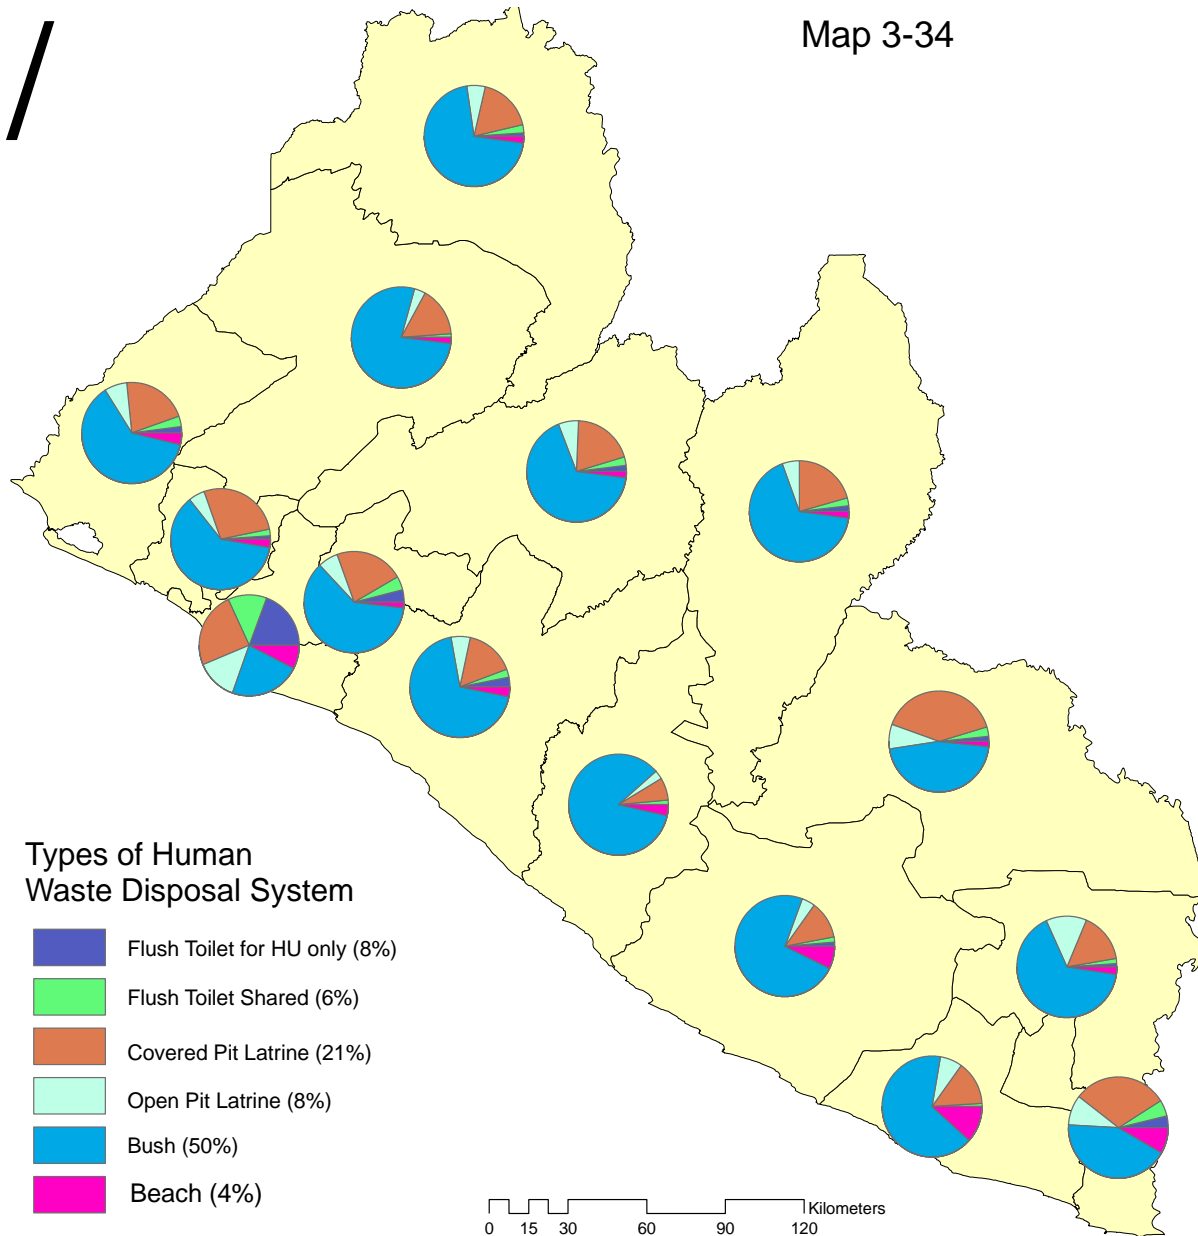 Map 3-34
Types of Human
Waste Disposal System
Flush Toilet for HU only (8%)
Flush Toilet Shared (6%)
Covered Pit Latrine (21%)
Open Pit Latrine (8%)
Bush (50%)
Beach (4%)
Kilometers
0 15 30 60 90 120